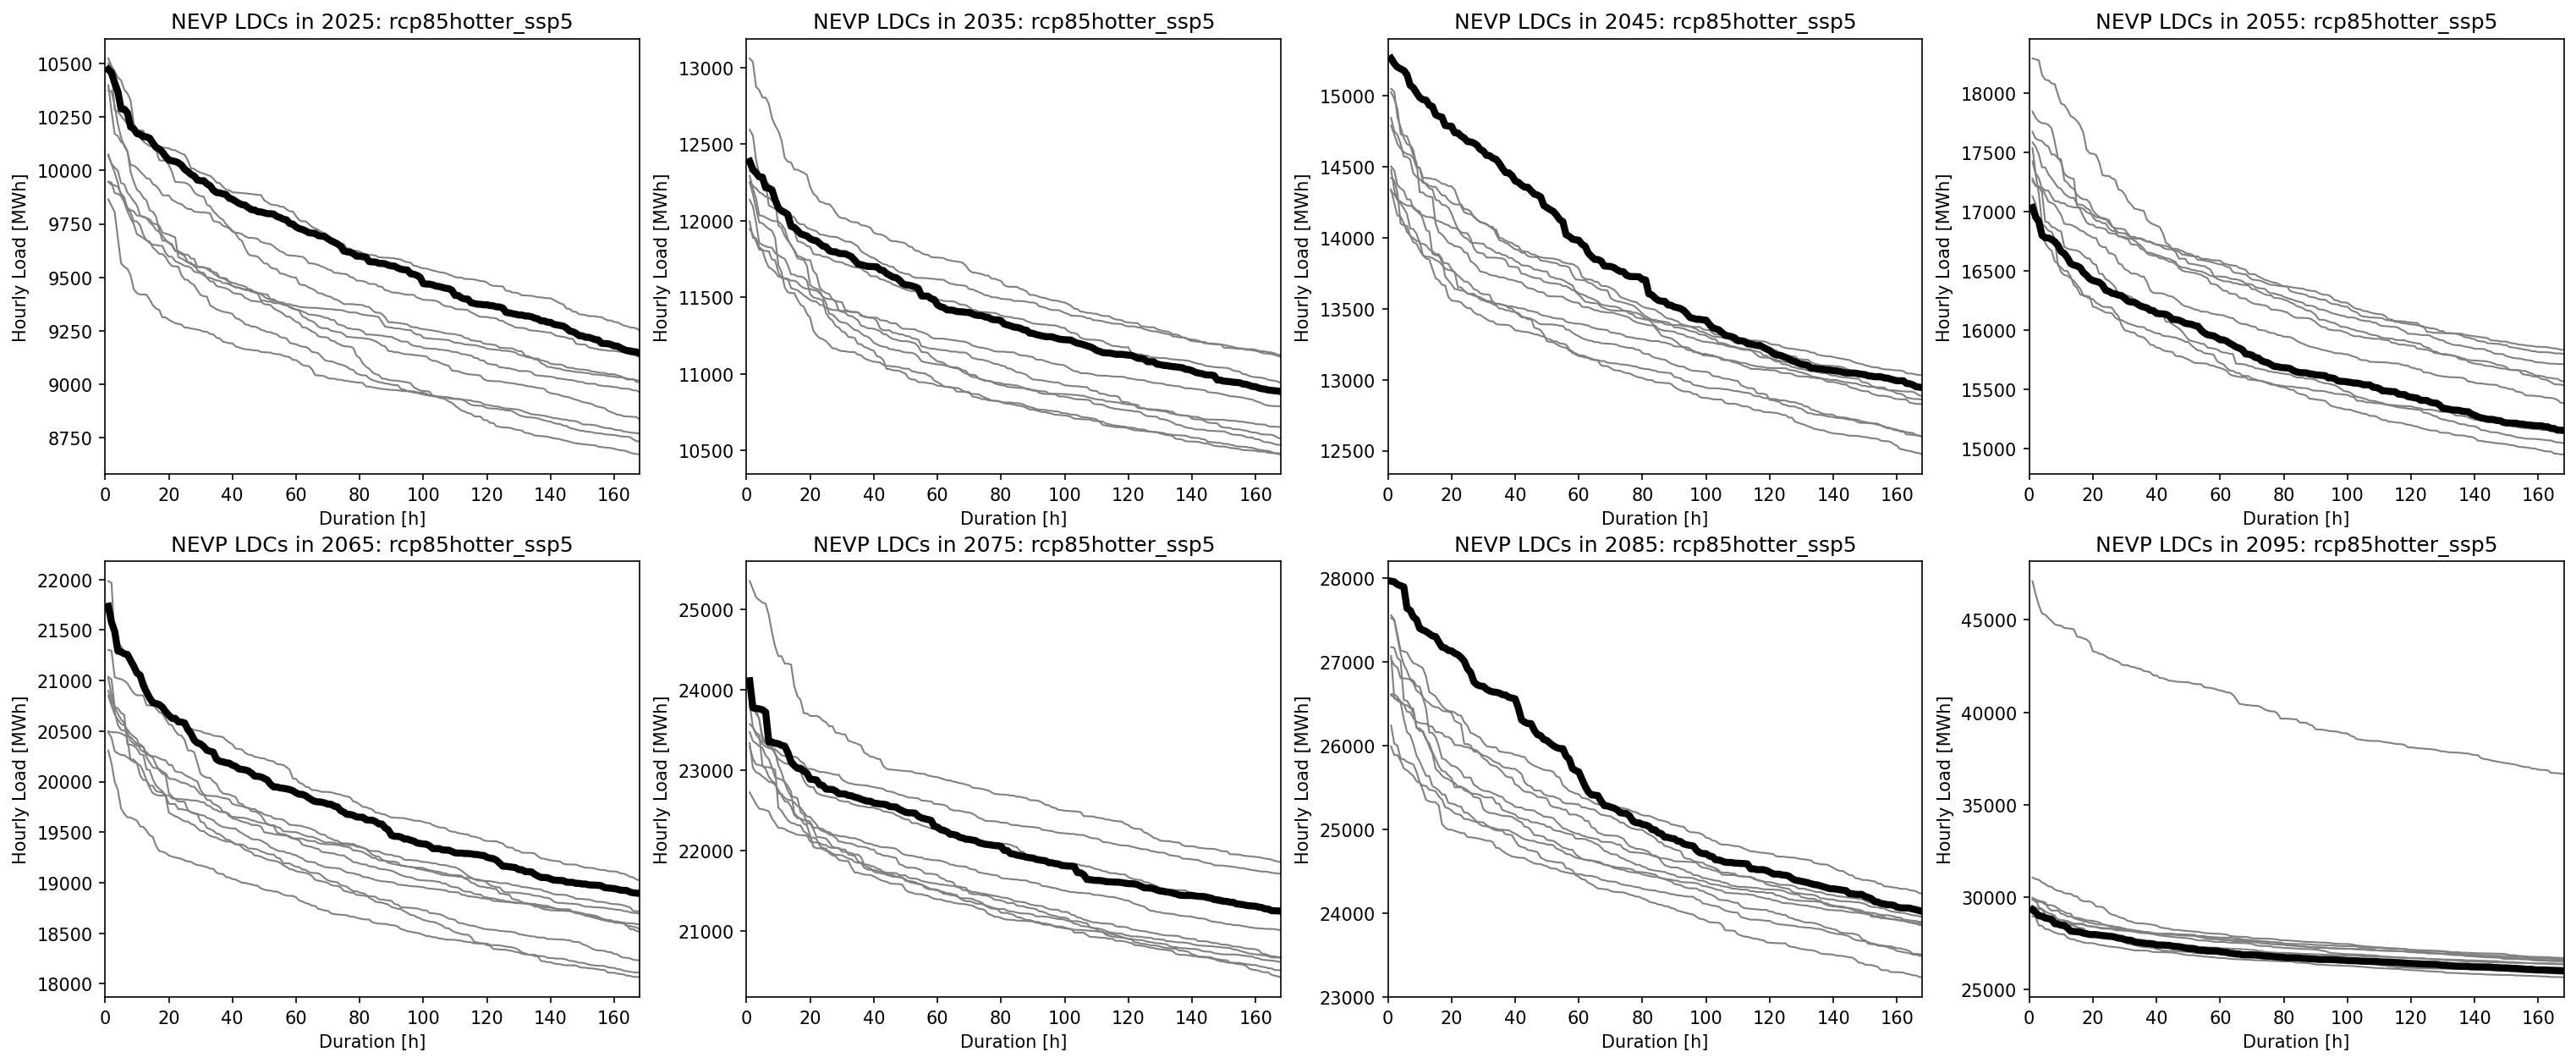 NEVP LDCs in 2025: rcp85hotter_ssp5
Hourly Load [MWh]
10500
10250
10000
9750
9500
9250
9000
8750
0 20 40 60 80 100 120 140 160
Duration [h]
NEVP LDCs in 2035: rcp85hotter_ssp5
Hourly Load [MWh]
13000
12500
12000
11500
11000
10500
0 20 40 60 80 100 120 140 160
Duration [h]
NEVP LDCs in 2045: rcp85hotter_ssp5
Hourly Load [MWh]
15000
14500
14000
13500
13000
12500
0 20 40 60 80 100 120 140 160
Duration [h]
NEVP LDCs in 2055: rcp85hotter_ssp5
Hourly Load [MWh]
18000
17500
17000
16500
16000
15500
15000
0 20 40 60 80 100 120 140 160
Duration [h]
NEVP LDCs in 2065: rcp85hotter_ssp5
Hourly Load [MWh]
22000
21500
21000
20500
20000
19500
19000
18500
18000
0 20 40 60 80 100 120 140 160
Duration [h]
NEVP LDCs in 2075: rcp85hotter_ssp5
Hourly Load [MWh]
25000
24000
23000
22000
21000
0 20 40 60 80 100 120 140 160
Duration [h]
NEVP LDCs in 2085: rcp85hotter_ssp5
Hourly Load [MWh]
28000
27000
26000
25000
24000
23000
0 20 40 60 80 100 120 140 160
Duration [h]
NEVP LDCs in 2095: rcp85hotter_ssp5
Hourly Load [MWh]
45000
40000
35000
30000
25000
0 20 40 60 80 100 120 140 160
Duration [h]